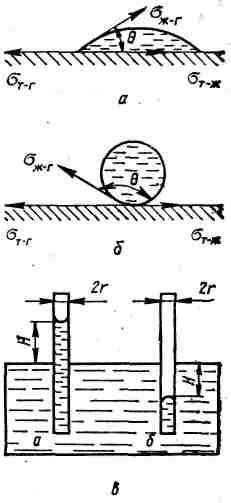 σж-г
θ
σт-г σт-ж
а
σж-г
θ
σт-г σт-ж
б
2r 2r
H
H
а б
в